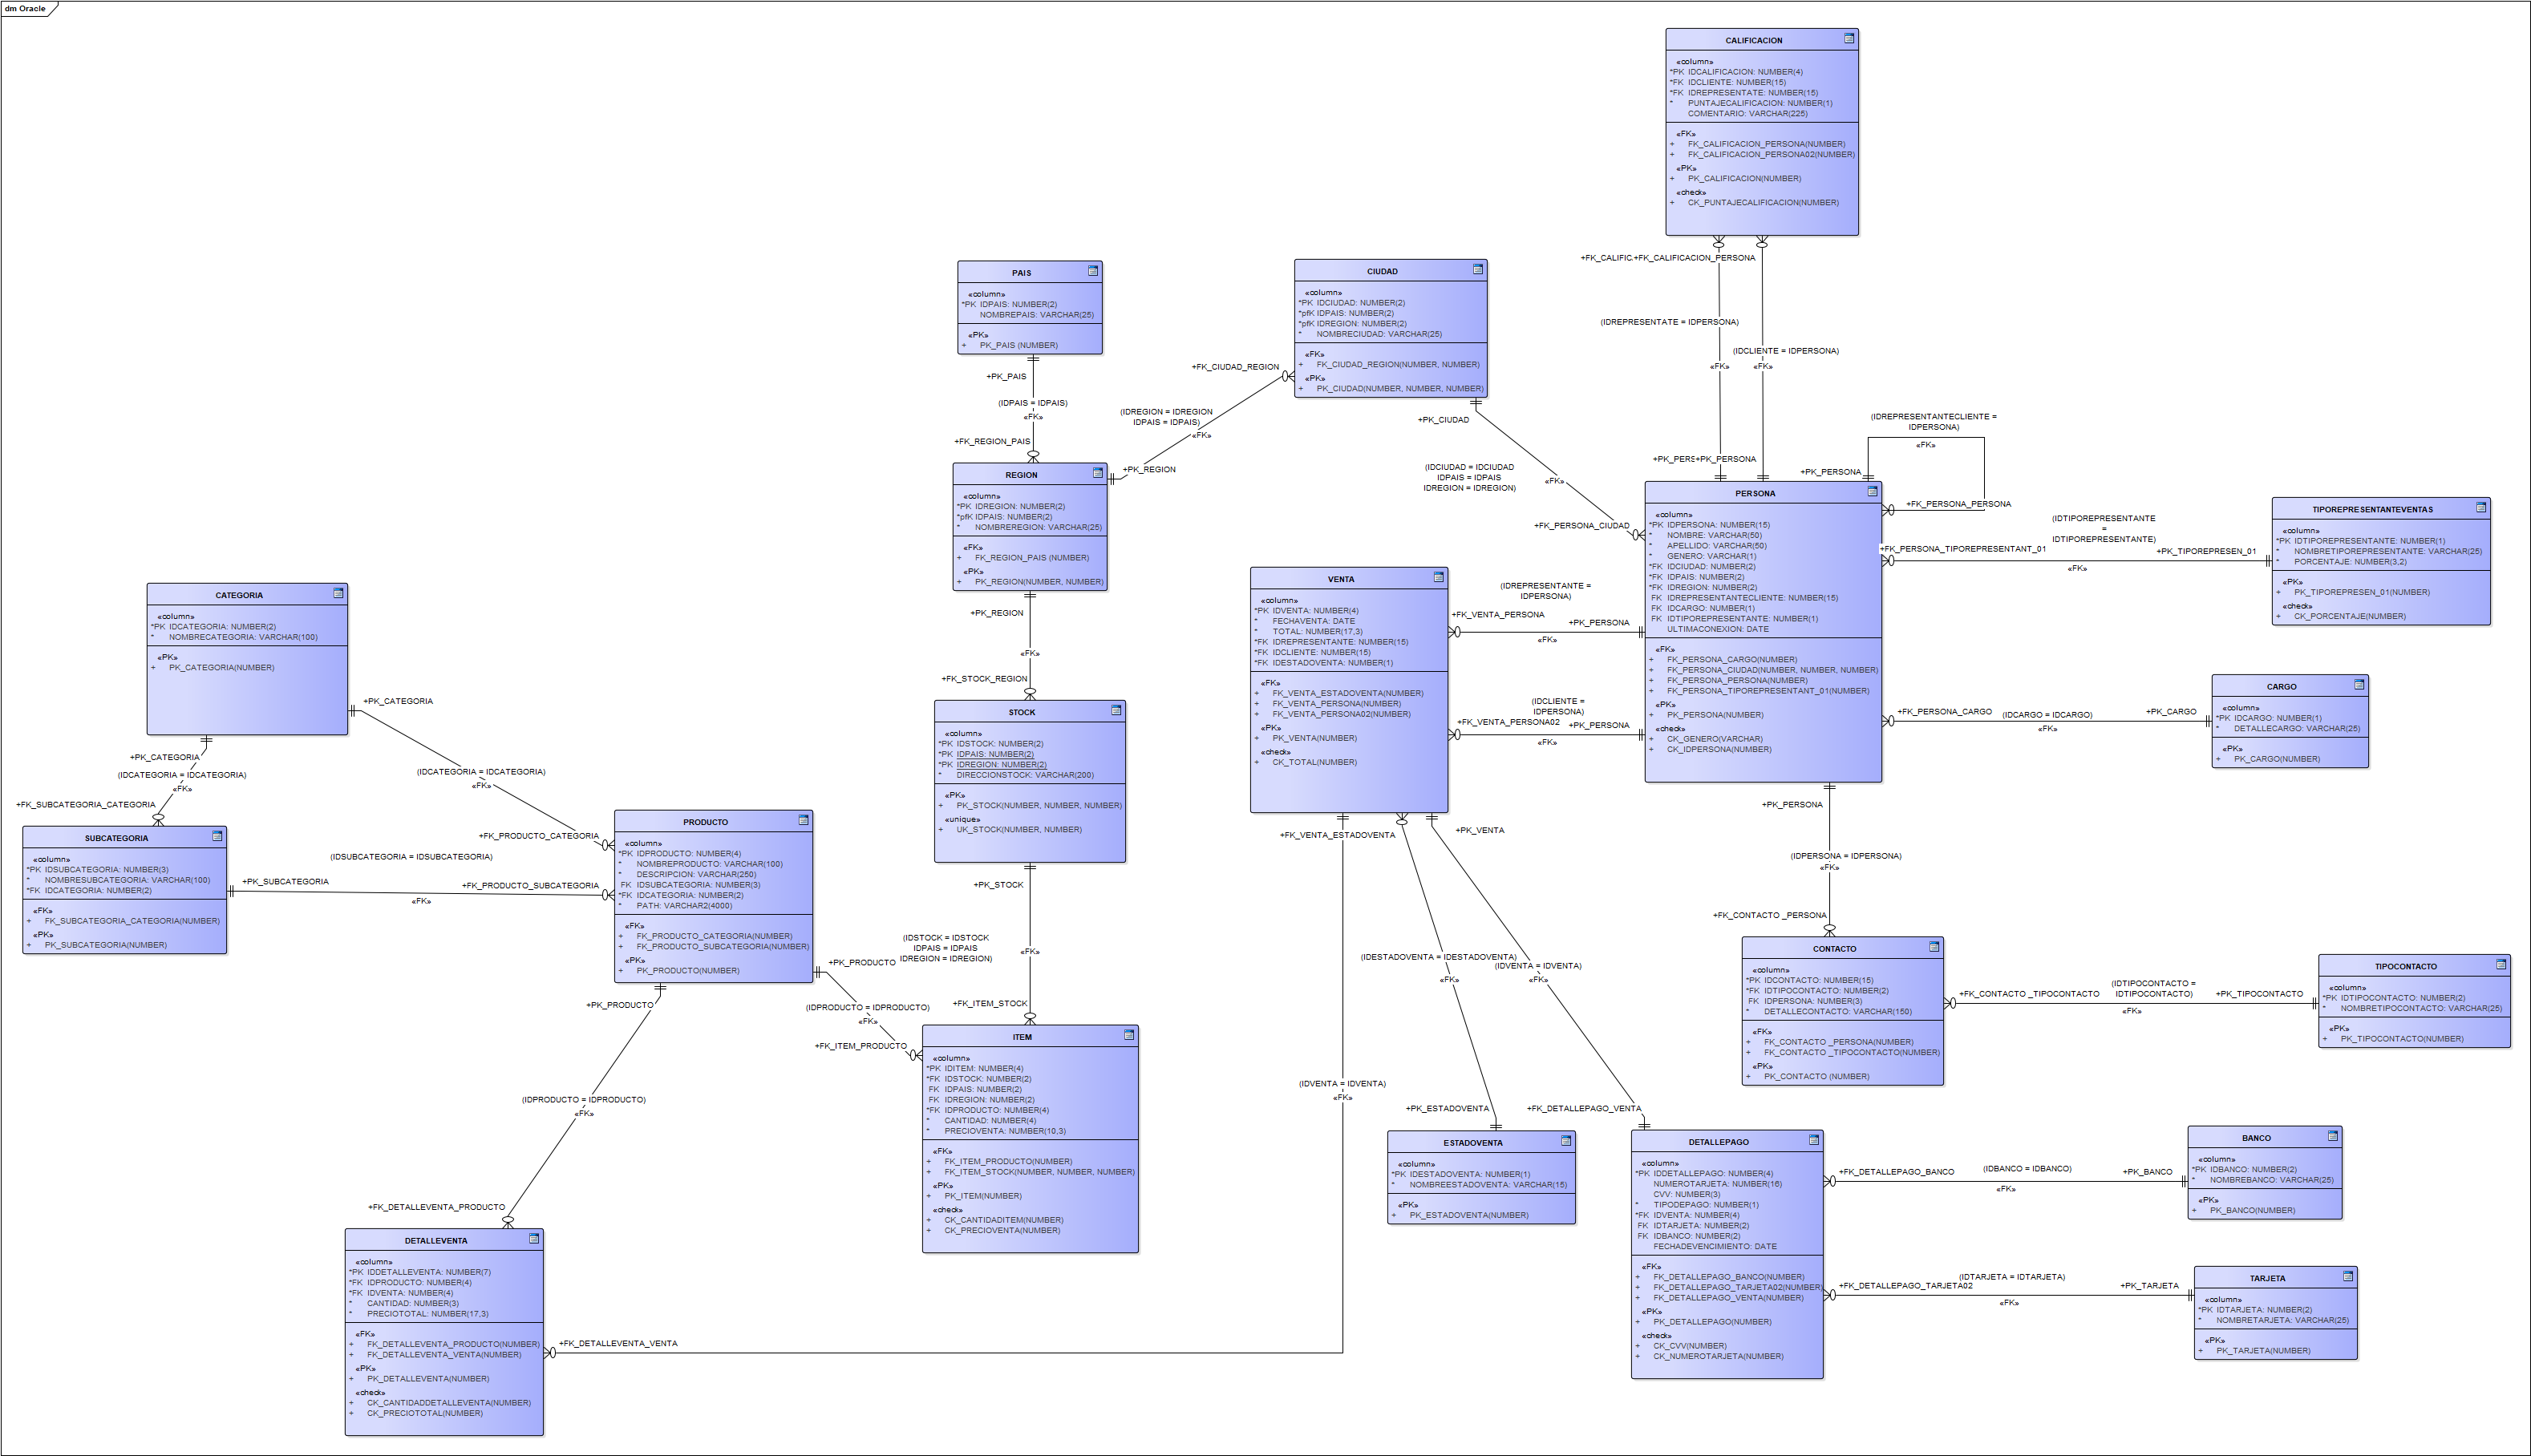 dm Oracle
CALIFICACION
«column»
*PK IDCALIFICACION: NUMBER(4)
*FK IDCLIENTE: NUMBER(15)
*FK IDREPRESENTATE: NUMBER(15)
* PUNTAJECALIFICACION: NUMBER(1)
COMENTARIO: VARCHAR(225)
«FK»
+ FK_CALIFICACION_PERSONA(NUMBER)
+ FK_CALIFICACION_PERSONA02(NUMBER)
«PK»
+ PK_CALIFICACION(NUMBER)
«check»
+ CK_PUNTAJECALIFICACION(NUMBER)
+FK_CALIFIC
+FK_CALIFICACION_PERSONA
(IDREPRESENTATE = IDPERSONA)
«FK»
(IDCLIENTE = IDPERSONA)
«FK»
+PK_PERS
+PK_PERSONA
PAIS
«column»
*PK IDPAIS: NUMBER(2)
NOMBREPAIS: VARCHAR(25)
«PK»
+ PK_PAIS (NUMBER)
+PK_PAIS
(IDPAIS = IDPAIS)
«FK»
+FK_REGION_PAIS
CIUDAD
«column»
*PK IDCIUDAD: NUMBER(2)
*pfK IDPAIS: NUMBER(2)
*pfK IDREGION: NUMBER(2)
* NOMBRECIUDAD: VARCHAR(25)
«FK»
+ FK_CIUDAD_REGION(NUMBER, NUMBER)
«PK»
+ PK_CIUDAD(NUMBER, NUMBER, NUMBER)
+FK_CIUDAD_REGION
(IDREGION = IDREGION
IDPAIS = IDPAIS)
«FK»
+PK_REGION
+PK_CIUDAD
(IDCIUDAD = IDCIUDAD
IDPAIS = IDPAIS
IDREGION = IDREGION)
«FK»
+FK_PERSONA_CIUDAD
REGION
«column»
*PK IDREGION: NUMBER(2)
*pfK IDPAIS: NUMBER(2)
* NOMBREREGION: VARCHAR(25)
«FK»
+ FK_REGION_PAIS (NUMBER)
«PK»
+ PK_REGION(NUMBER, NUMBER)
+PK_REGION
«FK»
+FK_STOCK_REGION
(IDREPRESENTANTECLIENTE =
IDPERSONA)
«FK»
+PK_PERSONA
+FK_PERSONA_PERSONA
PERSONA
«column»
*PK IDPERSONA: NUMBER(15)
* NOMBRE: VARCHAR(50)
* APELLIDO: VARCHAR(50)
* GENERO: VARCHAR(1)
*FK IDCIUDAD: NUMBER(2)
*FK IDPAIS: NUMBER(2)
*FK IDREGION: NUMBER(2)
FK IDREPRESENTANTECLIENTE: NUMBER(15)
FK IDCARGO: NUMBER(1)
FK IDTIPOREPRESENTANTE: NUMBER(1)
ULTIMACONEXION: DATE
«FK»
+ FK_PERSONA_CARGO(NUMBER)
+ FK_PERSONA_CIUDAD(NUMBER, NUMBER, NUMBER)
+ FK_PERSONA_PERSONA(NUMBER)
+ FK_PERSONA_TIPOREPRESENTANT_01(NUMBER)
«PK»
+ PK_PERSONA(NUMBER)
«check»
+ CK_GENERO(VARCHAR)
+ CK_IDPERSONA(NUMBER)
+FK_PERSONA_TIPOREPRESENTANT_01
(IDTIPOREPRESENTANTE
=
IDTIPOREPRESENTANTE)
«FK»
+PK_TIPOREPRESEN_01
TIPOREPRESENTANTEVENTAS
«column»
*PK IDTIPOREPRESENTANTE: NUMBER(1)
* NOMBRETIPOREPRESENTANTE: VARCHAR(25)
* PORCENTAJE: NUMBER(3,2)
«PK»
+ PK_TIPOREPRESEN_01(NUMBER)
«check»
+ CK_PORCENTAJE(NUMBER)
VENTA
«column»
*PK IDVENTA: NUMBER(4)
* FECHAVENTA: DATE
* TOTAL: NUMBER(17,3)
*FK IDREPRESENTANTE: NUMBER(15)
*FK IDCLIENTE: NUMBER(15)
*FK IDESTADOVENTA: NUMBER(1)
«FK»
+ FK_VENTA_ESTADOVENTA(NUMBER)
+ FK_VENTA_PERSONA(NUMBER)
+ FK_VENTA_PERSONA02(NUMBER)
«PK»
+ PK_VENTA(NUMBER)
«check»
+ CK_TOTAL(NUMBER)
(IDREPRESENTANTE =
IDPERSONA)
+FK_VENTA_PERSONA
+PK_PERSONA
«FK»
(IDCLIENTE =
IDPERSONA)
+FK_VENTA_PERSONA02
+PK_PERSONA
«FK»
CATEGORIA
«column»
*PK IDCATEGORIA: NUMBER(2)
* NOMBRECATEGORIA: VARCHAR(100)
«PK»
+ PK_CATEGORIA(NUMBER)
+PK_CATEGORIA
(IDCATEGORIA = IDCATEGORIA)
«FK»
+FK_PRODUCTO_CATEGORIA
+PK_CATEGORIA
(IDCATEGORIA = IDCATEGORIA)
«FK»
+FK_SUBCATEGORIA_CATEGORIA
CARGO
«column»
*PK IDCARGO: NUMBER(1)
* DETALLECARGO: VARCHAR(25)
«PK»
+ PK_CARGO(NUMBER)
+FK_PERSONA_CARGO
(IDCARGO = IDCARGO)
+PK_CARGO
«FK»
STOCK
«column»
*PK IDSTOCK: NUMBER(2)
*PK IDPAIS: NUMBER(2)
*PK IDREGION: NUMBER(2)
* DIRECCIONSTOCK: VARCHAR(200)
«PK»
+ PK_STOCK(NUMBER, NUMBER, NUMBER)
«unique»
+ UK_STOCK(NUMBER, NUMBER)
+PK_STOCK
(IDSTOCK = IDSTOCK
IDPAIS = IDPAIS
IDREGION = IDREGION)
«FK»
+FK_ITEM_STOCK
SUBCATEGORIA
«column»
*PK IDSUBCATEGORIA: NUMBER(3)
* NOMBRESUBCATEGORIA: VARCHAR(100)
*FK IDCATEGORIA: NUMBER(2)
«FK»
+ FK_SUBCATEGORIA_CATEGORIA(NUMBER)
«PK»
+ PK_SUBCATEGORIA(NUMBER)
(IDSUBCATEGORIA = IDSUBCATEGORIA)
+PK_SUBCATEGORIA
+FK_PRODUCTO_SUBCATEGORIA
«FK»
PRODUCTO
«column»
*PK IDPRODUCTO: NUMBER(4)
* NOMBREPRODUCTO: VARCHAR(100)
* DESCRIPCION: VARCHAR(250)
FK IDSUBCATEGORIA: NUMBER(3)
*FK IDCATEGORIA: NUMBER(2)
* PATH: VARCHAR2(4000)
«FK»
+ FK_PRODUCTO_CATEGORIA(NUMBER)
+ FK_PRODUCTO_SUBCATEGORIA(NUMBER)
«PK»
+ PK_PRODUCTO(NUMBER)
+PK_PRODUCTO
(IDPRODUCTO = IDPRODUCTO)
«FK»
+FK_ITEM_PRODUCTO
+PK_PRODUCTO
(IDPRODUCTO = IDPRODUCTO)
«FK»
+FK_DETALLEVENTA_PRODUCTO
+FK_VENTA_ESTADOVENTA
+PK_VENTA
(IDESTADOVENTA = IDESTADOVENTA)
«FK»
(IDVENTA = IDVENTA)
«FK»
(IDVENTA = IDVENTA)
«FK»
+PK_ESTADOVENTA
+FK_DETALLEPAGO_VENTA
+PK_PERSONA
(IDPERSONA = IDPERSONA)
«FK»
+FK_CONTACTO _PERSONA
CONTACTO
«column»
*PK IDCONTACTO: NUMBER(15)
*FK IDTIPOCONTACTO: NUMBER(2)
FK IDPERSONA: NUMBER(3)
* DETALLECONTACTO: VARCHAR(150)
«FK»
+ FK_CONTACTO _PERSONA(NUMBER)
+ FK_CONTACTO _TIPOCONTACTO(NUMBER)
«PK»
+ PK_CONTACTO (NUMBER)
+FK_CONTACTO _TIPOCONTACTO
(IDTIPOCONTACTO =
IDTIPOCONTACTO)
+PK_TIPOCONTACTO
«FK»
TIPOCONTACTO
«column»
*PK IDTIPOCONTACTO: NUMBER(2)
* NOMBRETIPOCONTACTO: VARCHAR(25)
«PK»
+ PK_TIPOCONTACTO(NUMBER)
ITEM
«column»
*PK IDITEM: NUMBER(4)
*FK IDSTOCK: NUMBER(2)
FK IDPAIS: NUMBER(2)
FK IDREGION: NUMBER(2)
*FK IDPRODUCTO: NUMBER(4)
* CANTIDAD: NUMBER(4)
* PRECIOVENTA: NUMBER(10,3)
«FK»
+ FK_ITEM_PRODUCTO(NUMBER)
+ FK_ITEM_STOCK(NUMBER, NUMBER, NUMBER)
«PK»
+ PK_ITEM(NUMBER)
«check»
+ CK_CANTIDADITEM(NUMBER)
+ CK_PRECIOVENTA(NUMBER)
ESTADOVENTA
«column»
*PK IDESTADOVENTA: NUMBER(1)
* NOMBREESTADOVENTA: VARCHAR(15)
«PK»
+ PK_ESTADOVENTA(NUMBER)
DETALLEPAGO
«column»
*PK IDDETALLEPAGO: NUMBER(4)
NUMEROTARJETA: NUMBER(16)
CVV: NUMBER(3)
* TIPODEPAGO: NUMBER(1)
*FK IDVENTA: NUMBER(4)
FK IDTARJETA: NUMBER(2)
FK IDBANCO: NUMBER(2)
FECHADEVENCIMIENTO: DATE
«FK»
+ FK_DETALLEPAGO_BANCO(NUMBER)
+ FK_DETALLEPAGO_TARJETA02(NUMBER)
+ FK_DETALLEPAGO_VENTA(NUMBER)
«PK»
+ PK_DETALLEPAGO(NUMBER)
«check»
+ CK_CVV(NUMBER)
+ CK_NUMEROTARJETA(NUMBER)
+FK_DETALLEPAGO_BANCO
(IDBANCO = IDBANCO)
+PK_BANCO
«FK»
BANCO
«column»
*PK IDBANCO: NUMBER(2)
* NOMBREBANCO: VARCHAR(25)
«PK»
+ PK_BANCO(NUMBER)
(IDTARJETA = IDTARJETA)
+FK_DETALLEPAGO_TARJETA02
+PK_TARJETA
«FK»
TARJETA
«column»
*PK IDTARJETA: NUMBER(2)
* NOMBRETARJETA: VARCHAR(25)
«PK»
+ PK_TARJETA(NUMBER)
DETALLEVENTA
«column»
*PK IDDETALLEVENTA: NUMBER(7)
*FK IDPRODUCTO: NUMBER(4)
*FK IDVENTA: NUMBER(4)
* CANTIDAD: NUMBER(3)
* PRECIOTOTAL: NUMBER(17,3)
«FK»
+ FK_DETALLEVENTA_PRODUCTO(NUMBER)
+ FK_DETALLEVENTA_VENTA(NUMBER)
«PK»
+ PK_DETALLEVENTA(NUMBER)
«check»
+ CK_CANTIDADDETALLEVENTA(NUMBER)
+ CK_PRECIOTOTAL(NUMBER)
+FK_DETALLEVENTA_VENTA